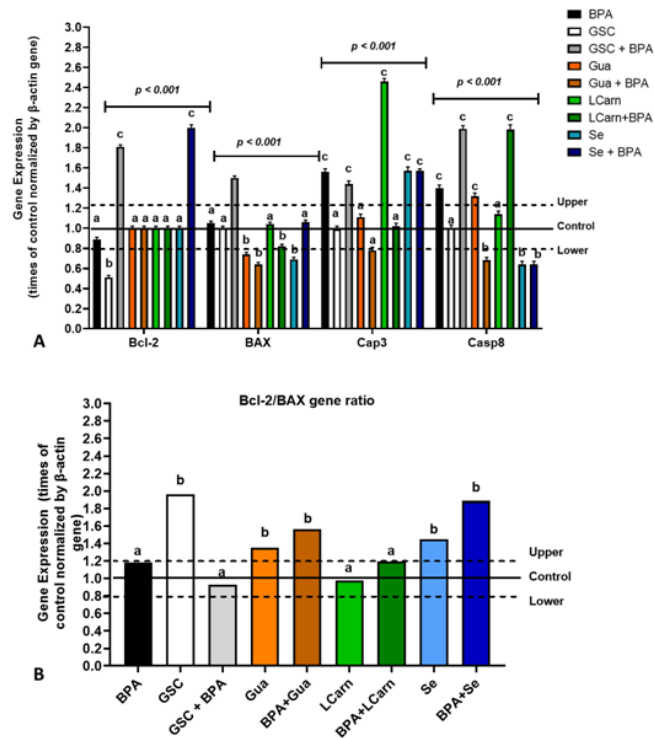 BPA
GSC
GSC + BPA
Gua
Gua + BPA
LCarn
LCarn+BPA
Se
Se + BPA
Gene Expression
(times of control normalized by β-actin gene)
3.0
2.8
2.6
2.4
2.2
2.0
1.8
1.6
1.4
1.2
1.0
0.8
0.6
0.4
0.2
0.0
p < 0.001
p < 0.001
p < 0.001
p < 0.001
a b c a a a a a c
a a b b a b b a
c a c a a c a c c
c a c c b a c b b
Upper
Control
Lower
A
Bcl-2
BAX
Cap3
Casp8
Bcl-2/BAX gene ratio
Gene Expression (times of
control normalized by β-actin
gene)
3.0
2.8
2.6
2.4
2.2
2.0
1.8
1.6
1.4
1.2
1.0
0.8
0.6
0.4
0.2
0.0
a b a b b a a b b
Upper
Control
Lower
B
BPA
GSC
GSC + BPA
Gua
BPA+Gua
LCarn
BPA+LCarn
Se
BPA+Se